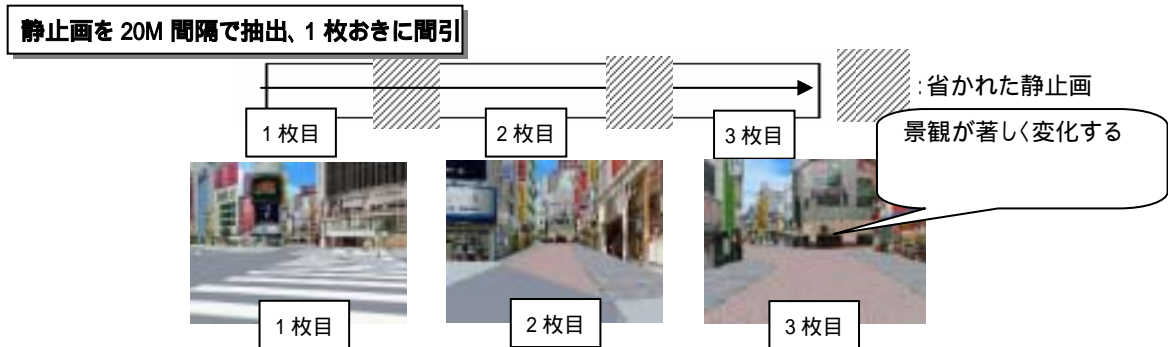 静止画を 20M 間隔で抽出、1 枚おきに間引
：省かれた静止画
1 枚目
2 枚目
3 枚目
景観が著しく変化する
1 枚目
2 枚目
3 枚目